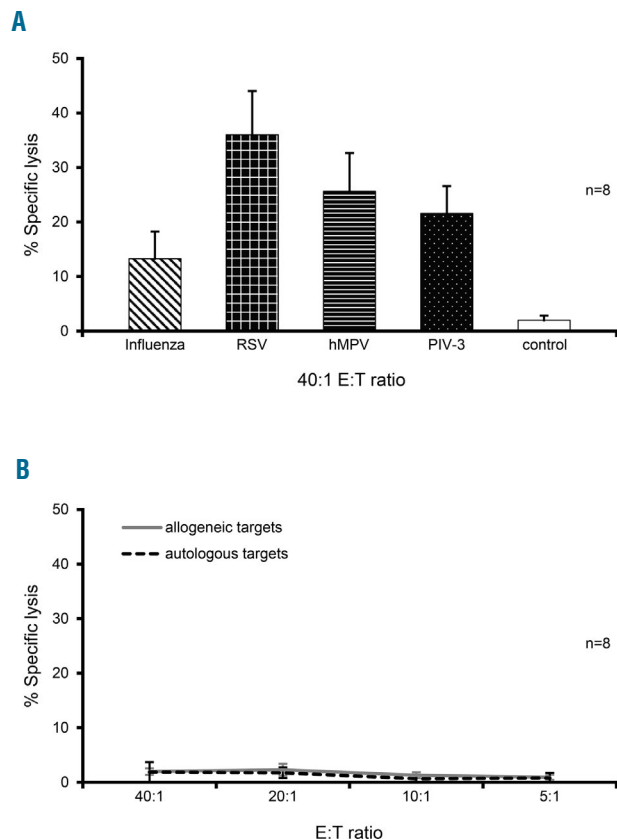 A
50
40
30
20
10
0
% Specific lysis
n=8
Influenza RSV hMPV PIV-3 control
40:1 E:T ratio
B
50
40
30
20
10
0
% Specific lysis
allogeneic targets
autologous targets
n=8
40:1 20:1 10:1 5:1
E:T ratio